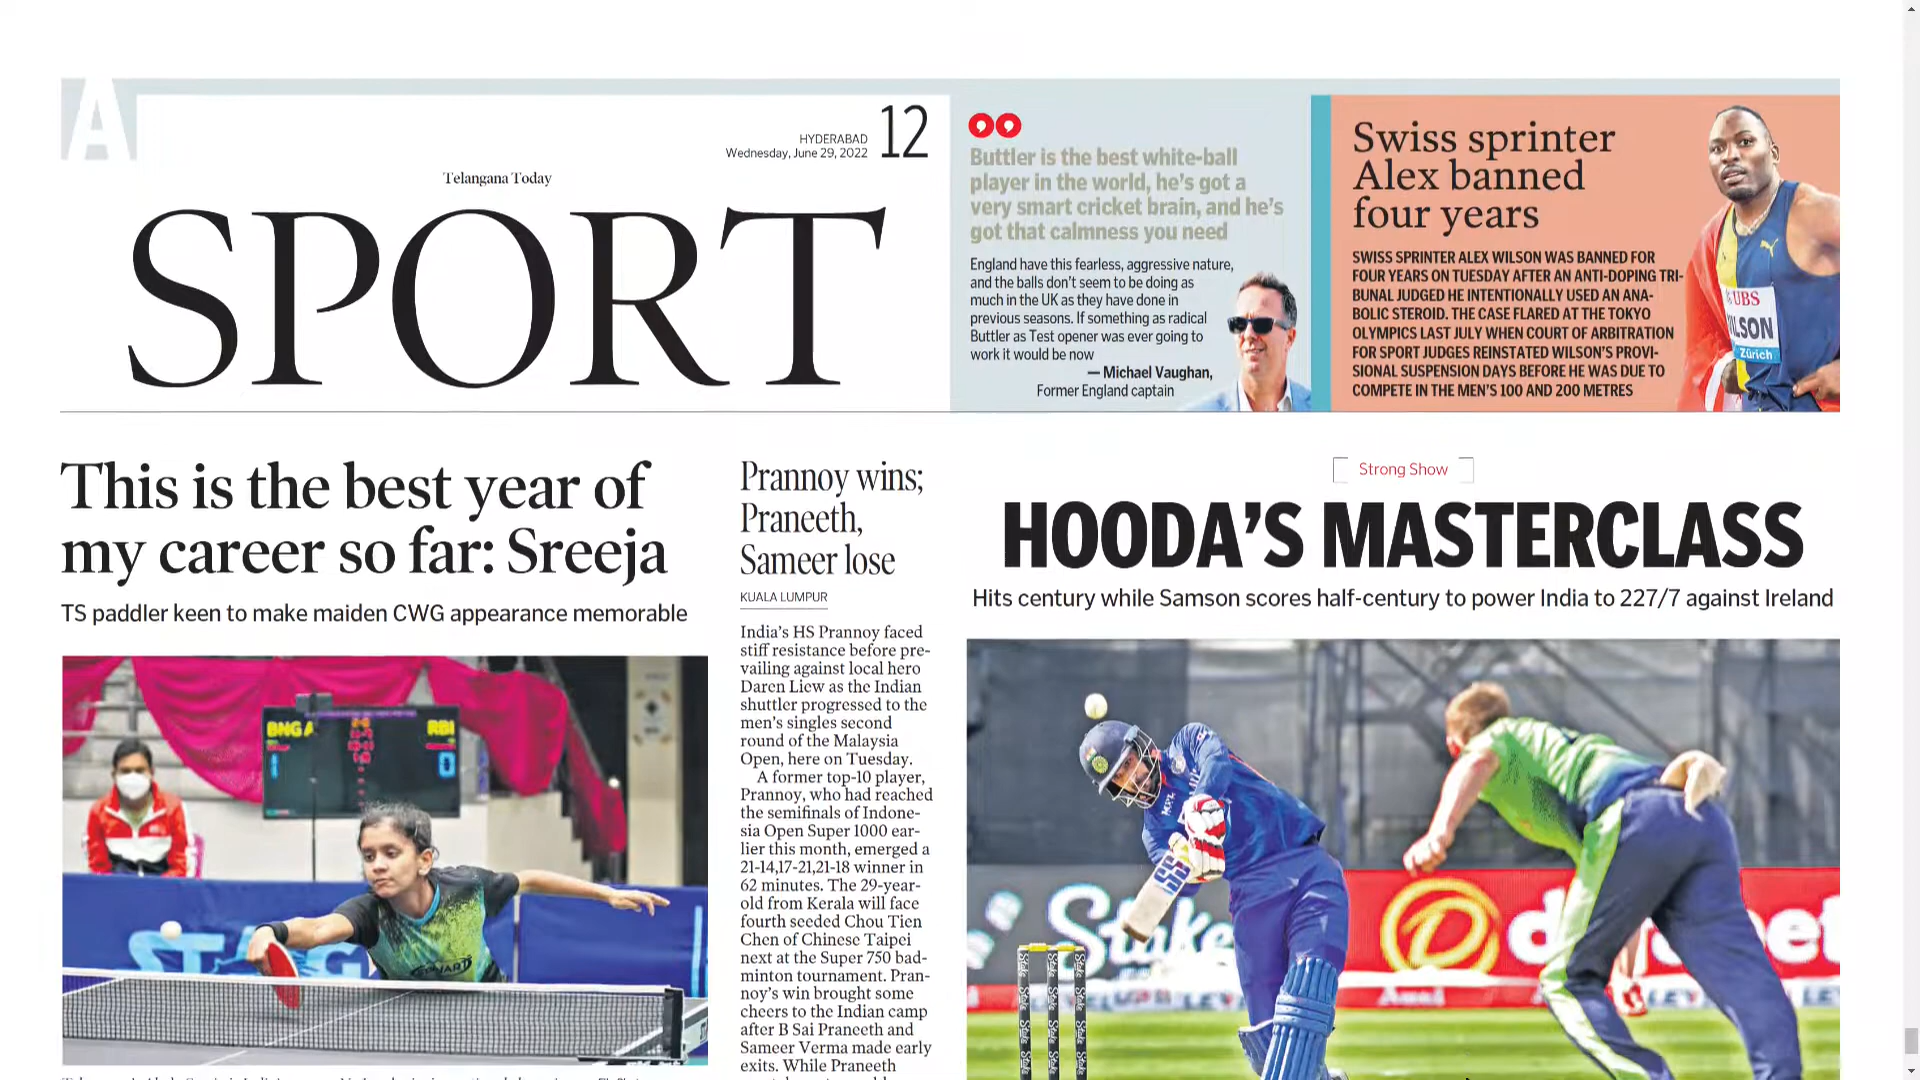 A
HYDERABAD
Wednesday, June 29, 2022
12
Telangana Today
SPORT
Buttler is the best white-ball
player in the world, he's got a
very smart cricket brain, and he's
got that calmness you need
England have this fearless, aggressive nature,
and the balls don't seem to be doing as
much in the UK as they have done in
previous seasons. If something as radical
Buttler as Test opener was ever going to
work it would be now
— Michael Vaughan,
Former England captain
Swiss sprinter
Alex banned
four years
SWISS SPRINTER ALEX WILSON WAS BANNED FOR
FOUR YEARS ON TUESDAY AFTER AN ANTI-DOPING TRI-
BUNAL JUDGED HE INTENTIONALLY USED AN ANA-
BOLIC STEROID. THE CASE FLARED AT THE TOKYO
OLYMPICS LAST JULY WHEN COURT OF ARBITRATION
FOR SPORT JUDGES REINSTATED WILSON'S PROVI-
SIONAL SUSPENSION DAYS BEFORE HE WAS DUE TO
COMPETE IN THE MEN'S 100 AND 200 METRES
UBS
ILSON
Zürich
This is the best year of
my career so far: Sreeja
TS paddler keen to make maiden CWG appearance memorable
BNG A
RBI
1
0
STAG
Prannoy wins;
Praneeth,
Sameer lose
KUALA LUMPUR
India's HS Prannoy faced
stiff resistance before pre-
vailing against local hero
Daren Liew as the Indian
shuttler progressed to the
men's singles second
round of the Malaysia
Open, here on Tuesday.
A former top-10 player,
Prannoy, who had reached
the semifinals of Indone-
sia Open Super 1000 ear-
lier this month, emerged a
21-14,17-21,21-18 winner in
62 minutes. The 29-year-
old from Kerala will face
fourth seeded Chou Tien
Chen of Chinese Taipei
next at the Super 750 bad-
minton tournament. Pran-
noy's win brought some
cheers to the Indian camp
after B Sai Praneeth and
Sameer Verma made early
exits. While Praneeth
Strong Show
HOODA'S MASTERCLASS
Hits century while Samson scores half-century to power India to 227/7 against Ireland
MPL
SS
Stake
Stake
Stake
Stake